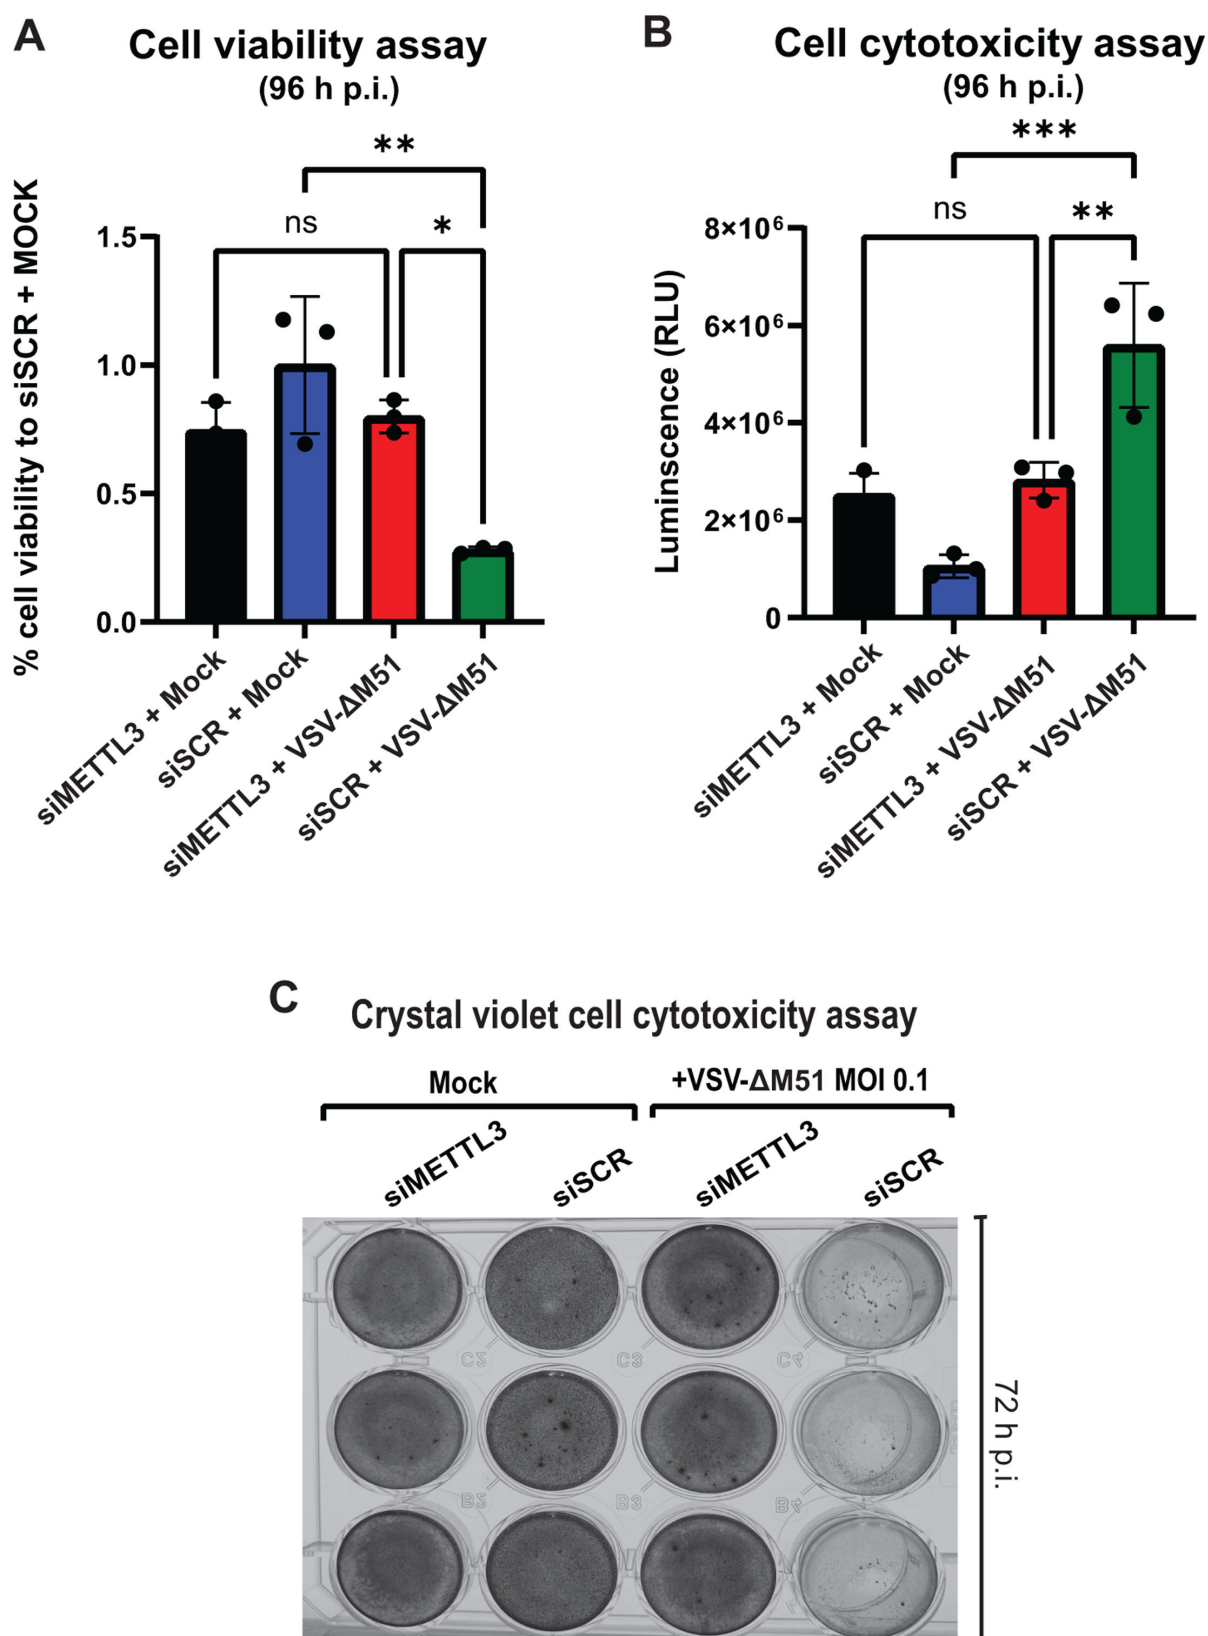 A
Cell viability assay
(96 h p.i.)
**
ns
*
% cell viability to siSCR + MOCK
1.5
1.0
0.5
0.0
siMETTL3 + Mock
siSCR + Mock
siMETTL3 + VSV-ΔM51
siSCR + VSV-ΔM51
B
Cell cytotoxicity assay
(96 h p.i.)
***
ns
**
Luminscence (RLU)
8×10⁶
6×10⁶
4×10⁶
2×10⁶
0
siMETTL3 + Mock
siSCR + Mock
siMETTL3 + VSV-ΔM51
siSCR + VSV-ΔM51
C
Crystal violet cell cytotoxicity assay
Mock
+VSV-ΔM51 MOI 0.1
siMETTL3
siSCR
siMETTL3
siSCR
C2
C3
C4
B2
B3
B4
72 h p.i.